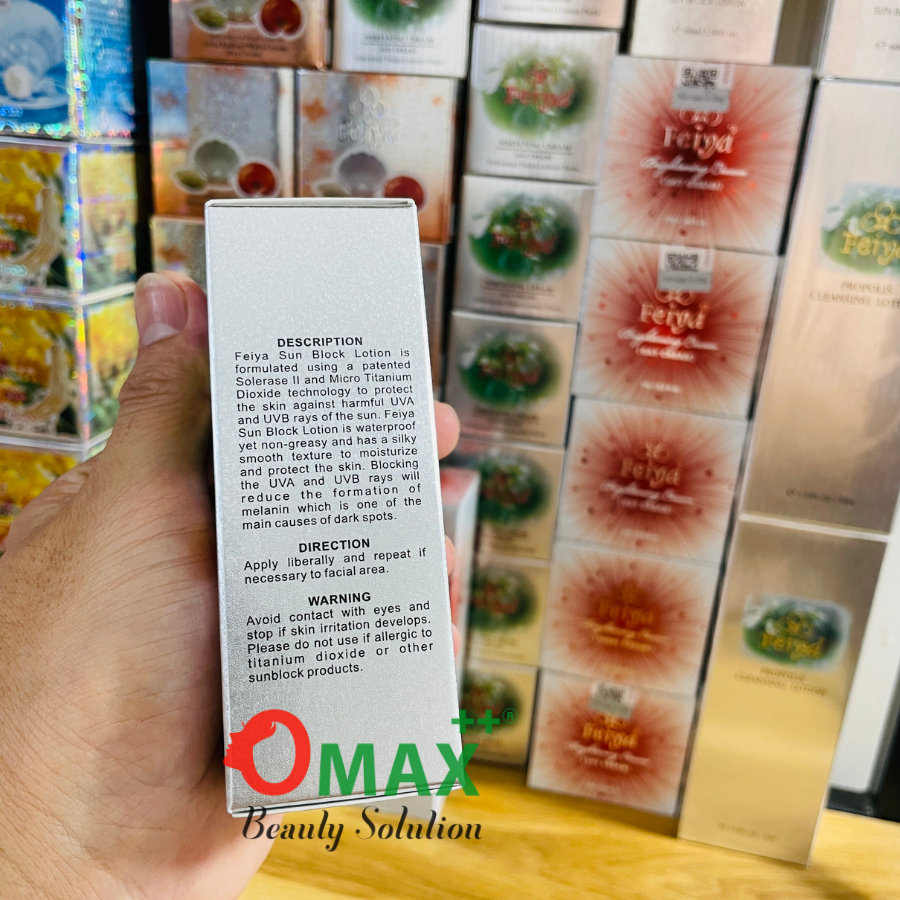 DESCRIPTION
Feiya Sun Block Lotion is
formulated using a patented
Solerase II and Micro Titanium
Dioxide technology to protect
the skin against harmful UVA
and UVB rays of the sun. Feiya
Sun Block Lotion is waterproof
yet non-greasy and has a silky
smooth texture to moisturize
and protect the skin. Blocking
the UVA and UVB rays will
reduce the formation of
melanin which is one of the
main causes of dark spots.
DIRECTION
Apply liberally and repeat if
necessary to facial area.
WARNING
Avoid contact with eyes and
stop if skin irritation develops.
Please do not use if allergic to
titanium dioxide or other
sunblock products.
OMAX++®
Beauty Solution
Feiya
Feiya
Feiya
Feiya
Feiya
Feiya
Feiya
PROPOLIS
CLEANSING LOTION
Feiya
PROPOLIS
CLEANSING LOTION